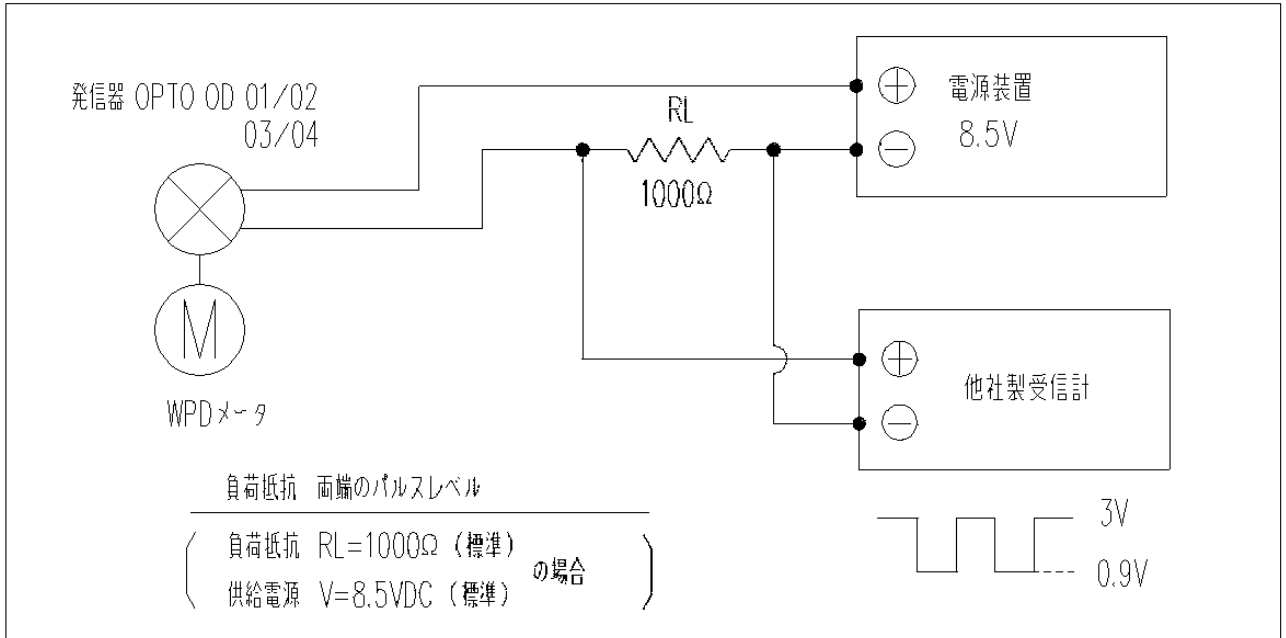 発信器 OPTO OD 01/02
03/04
RL
1000Ω
電源装置
8.5V
M
WPDメータ
他社製受信計
負荷抵抗 両端のパルスレベル
負荷抵抗 RL=1000Ω (標準)
供給電源 V=8.5VDC (標準)
の場合
3V
0.9V